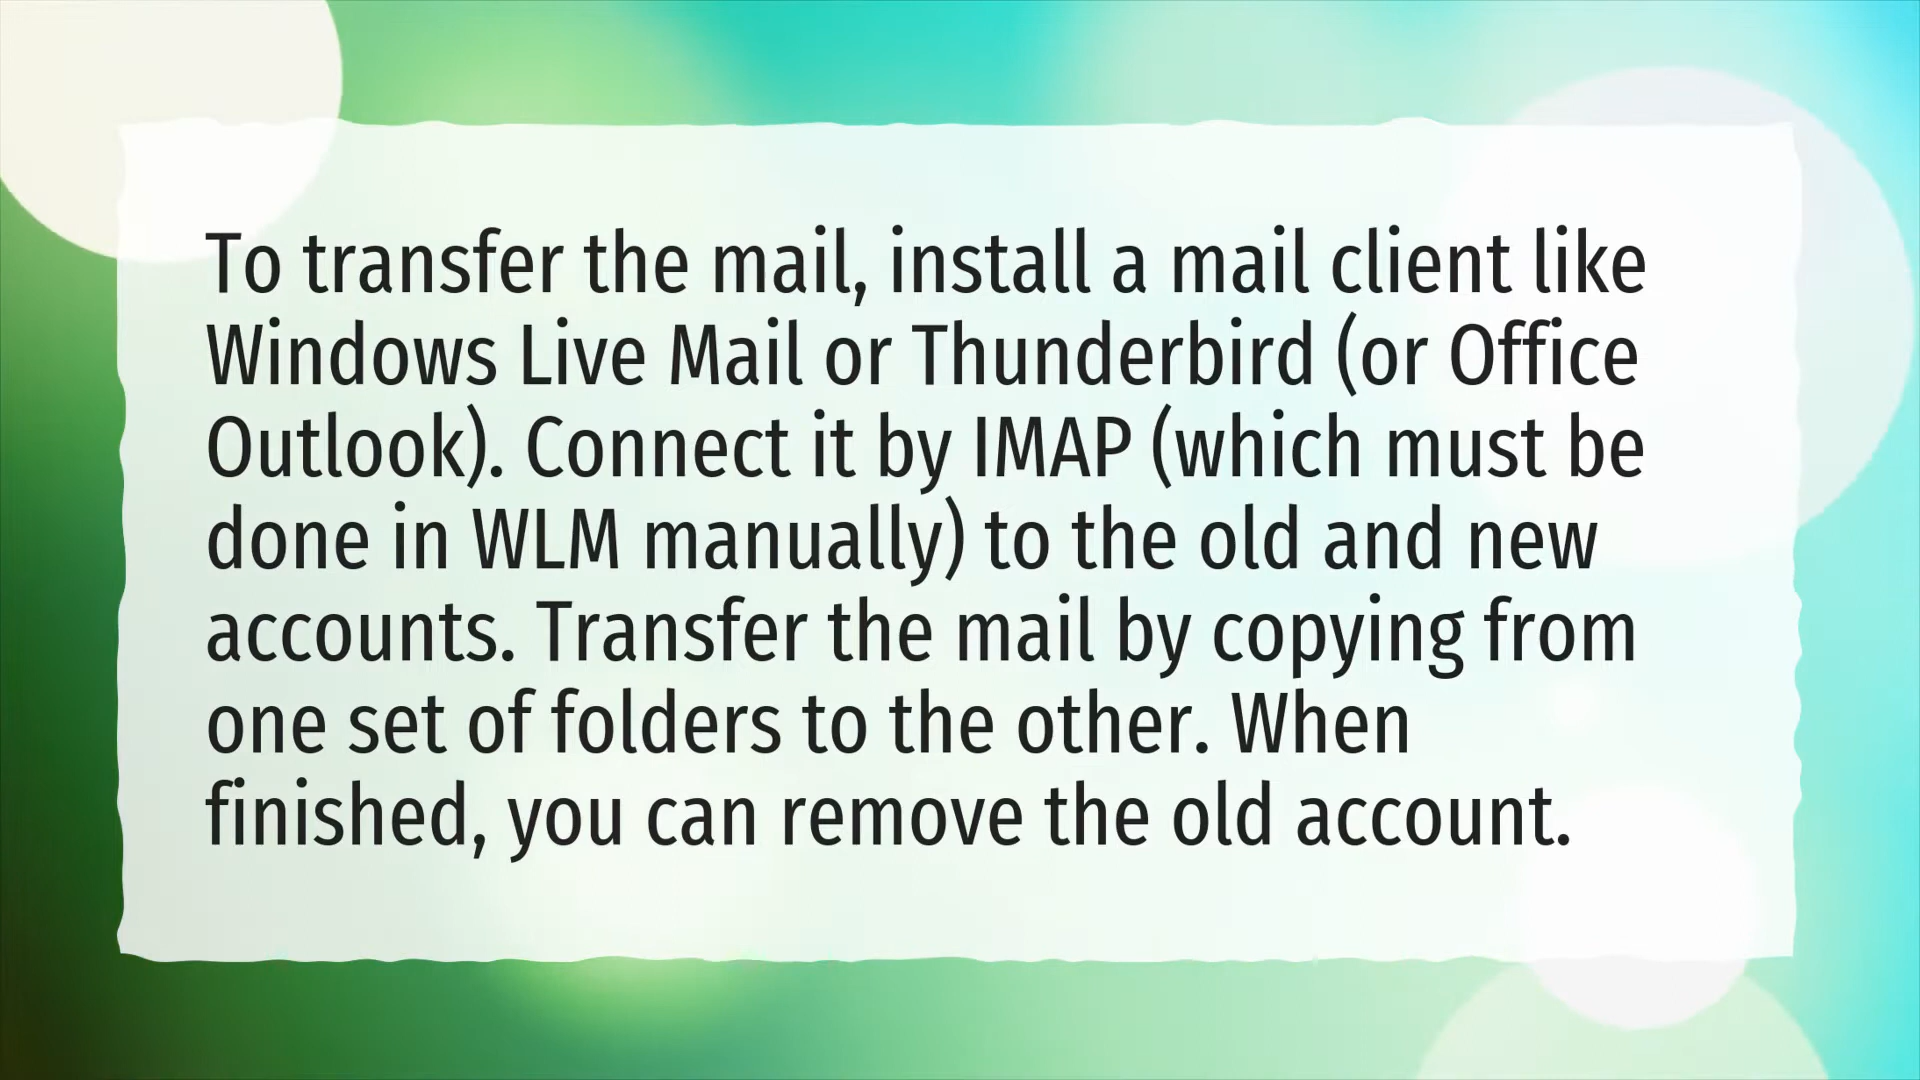 To transfer the mail, install a mail client like
Windows Live Mail or Thunderbird (or Office
Outlook). Connect it by IMAP (which must be
done in WLM manually) to the old and new
accounts. Transfer the mail by copying from
one set of folders to the other. When
finished, you can remove the old account.